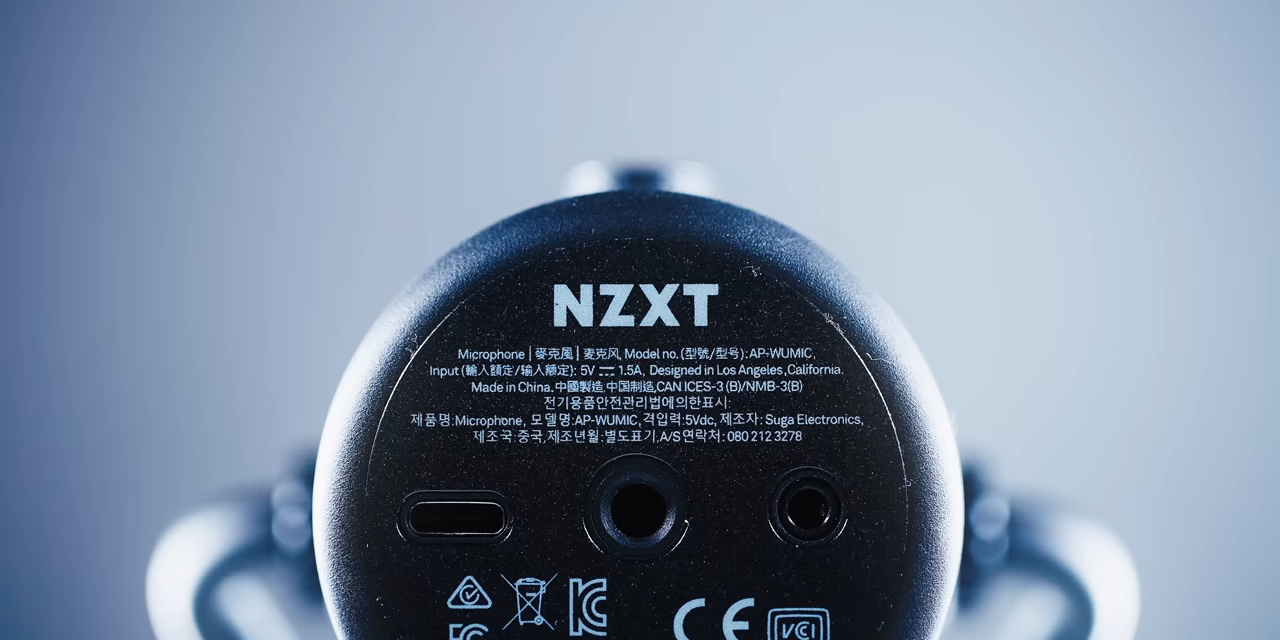 NZXT
Microphone | 麥克風 | 麦克风, Model no.(型號/型号):AP-WUMIC,
Input (輸入額定/输入额定): 5V ⎓ 1.5A, Designed in Los Angeles,California.
Made in China. 中國製造,中国制造,CAN ICES-3 (B)/NMB-3(B)
전기용품안전관리법에의한표시:
제품명:Microphone, 모델명:AP-WUMIC,격입력:5Vdc, 제조자: Suga Electronics,
제조국:중국,제조년월:별도표기,A/S연락처: 080 212 3278
CE
FC
VCCI